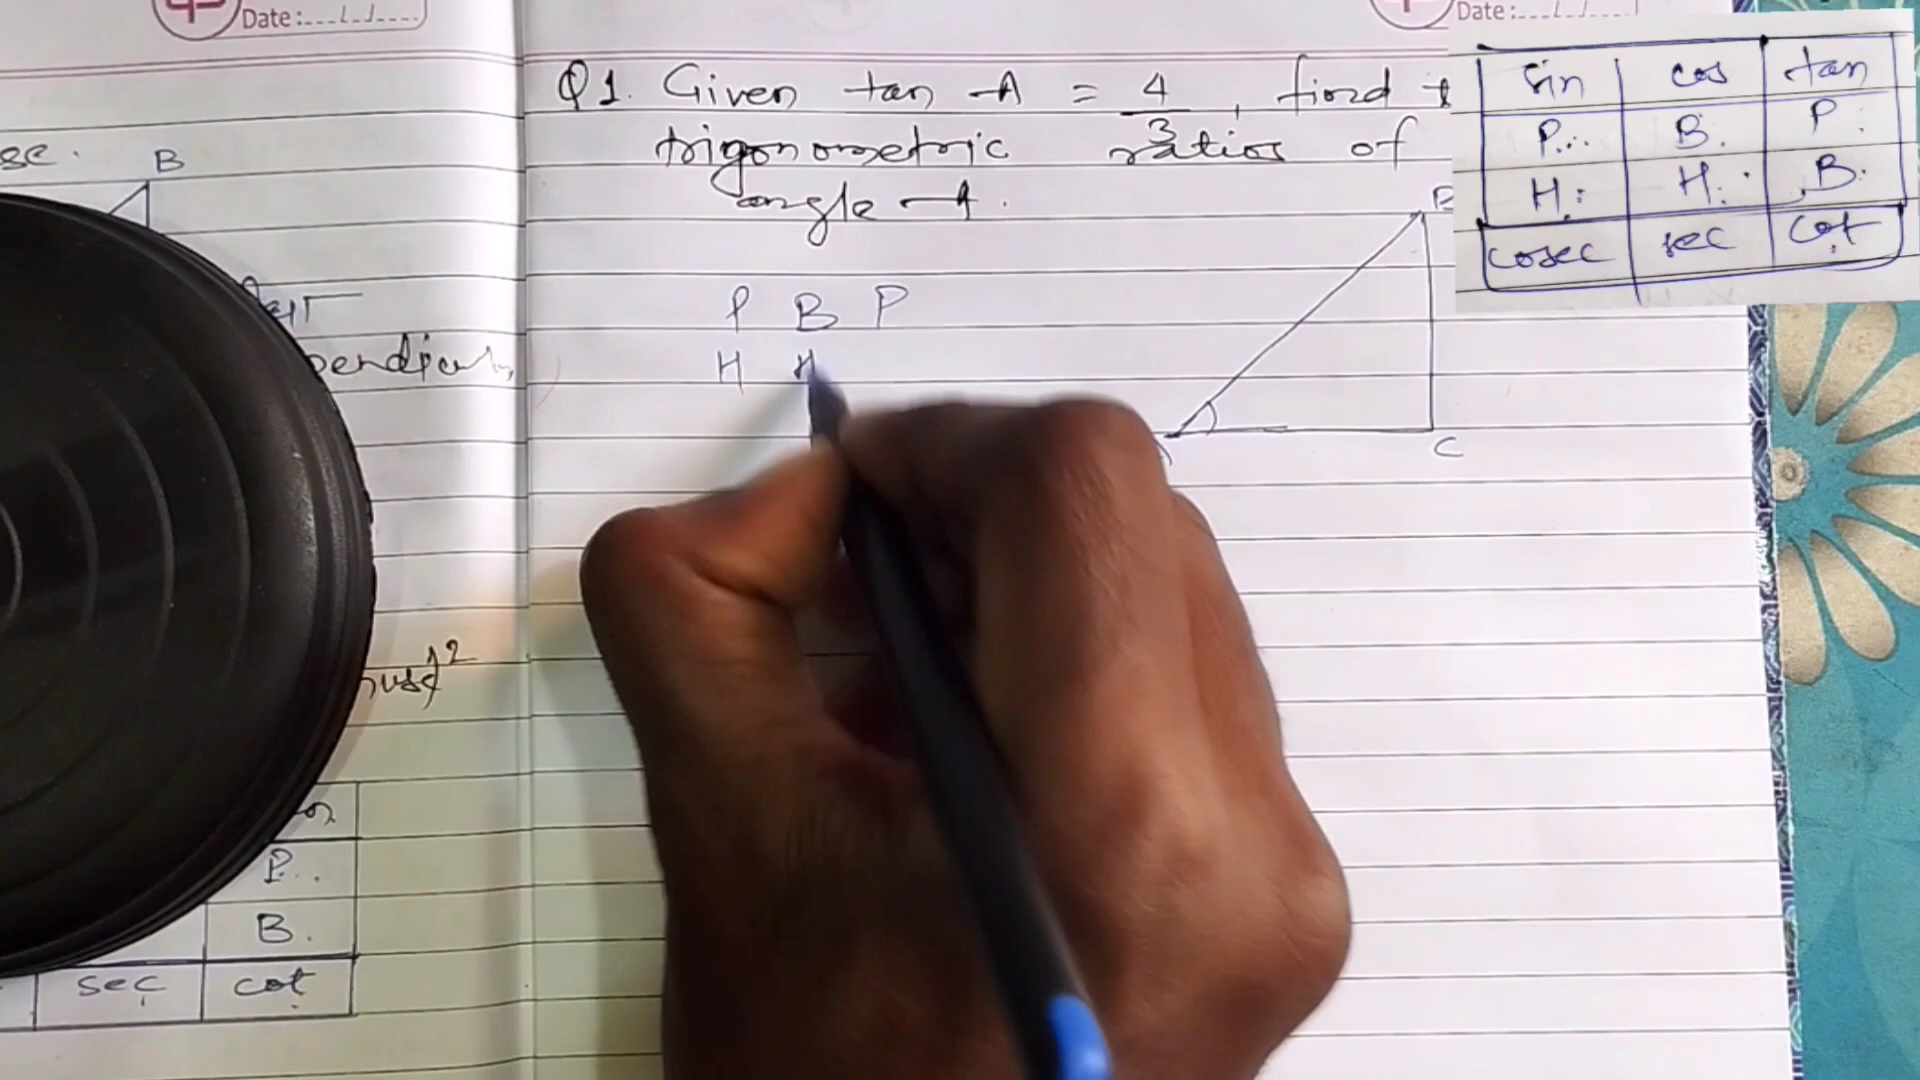 Date:
Date:
B
sin cos tan
P. B. P.
H. H. B.
cosec sec cot
Q1. Given tan A = 4/3, find
trigonometric ratios of
angle A.
P B P
H H
C
P..
B.
sec cot